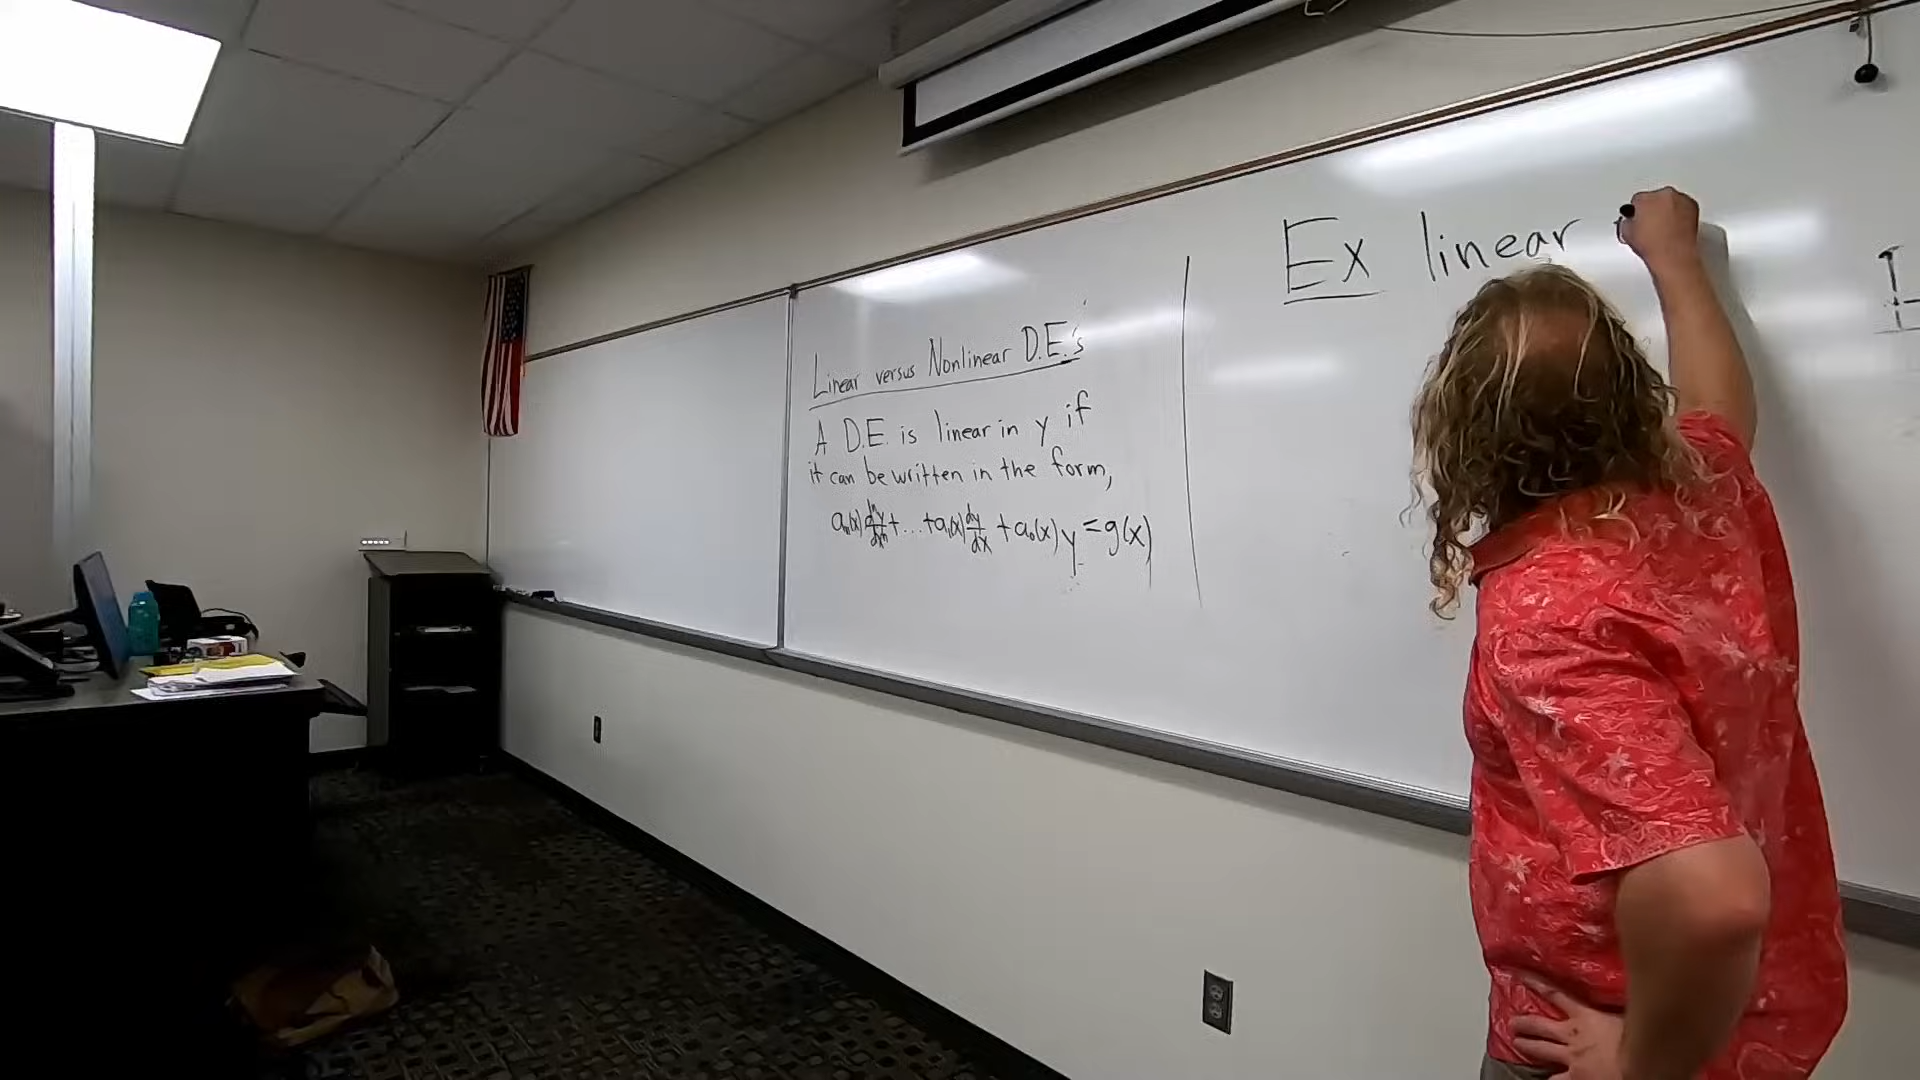 Linear versus Nonlinear D.E.'s
A D.E. is linear in y if
it can be written in the form,
aₙ(x) dⁿy/dxⁿ + ... + a₁(x) dy/dx + a₀(x) y = g(x)
Ex linear